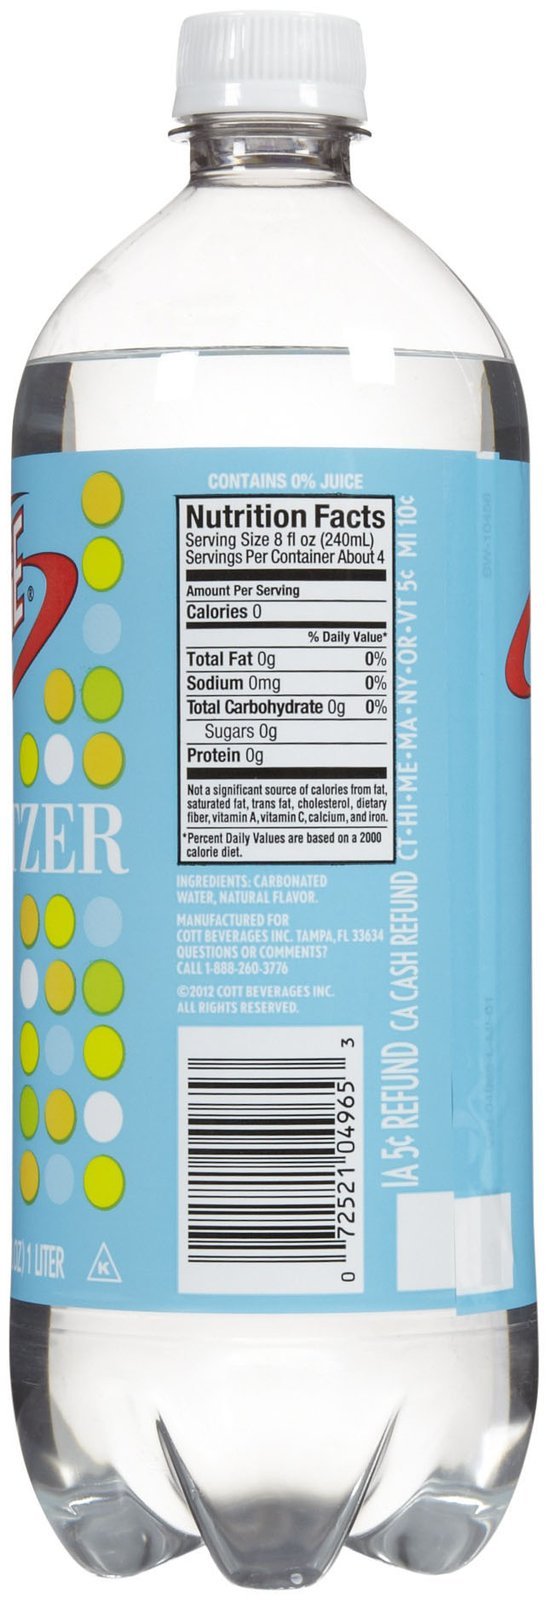 E®
TZER
OZ) 1 LITER
K
CONTAINS 0% JUICE
Nutrition Facts
Serving Size 8 fl oz (240mL)
Servings Per Container About 4
Amount Per Serving
Calories 0
% Daily Value*
Total Fat 0g 0%
Sodium 0mg 0%
Total Carbohydrate 0g 0%
Sugars 0g
Protein 0g
Not a significant source of calories from fat,
saturated fat, trans fat, cholesterol, dietary
fiber, vitamin A, vitamin C, calcium, and iron.
*Percent Daily Values are based on a 2000
calorie diet.
INGREDIENTS: CARBONATED
WATER, NATURAL FLAVOR.
MANUFACTURED FOR
COTT BEVERAGES INC. TAMPA, FL 33634
QUESTIONS OR COMMENTS?
CALL 1-888-260-3776
©2012 COTT BEVERAGES INC.
ALL RIGHTS RESERVED.
0 72521 04965 3
IA 5¢ REFUND CA CASH REFUND CT•HI•ME•MA•NY•OR•VT 5¢ MI 10¢